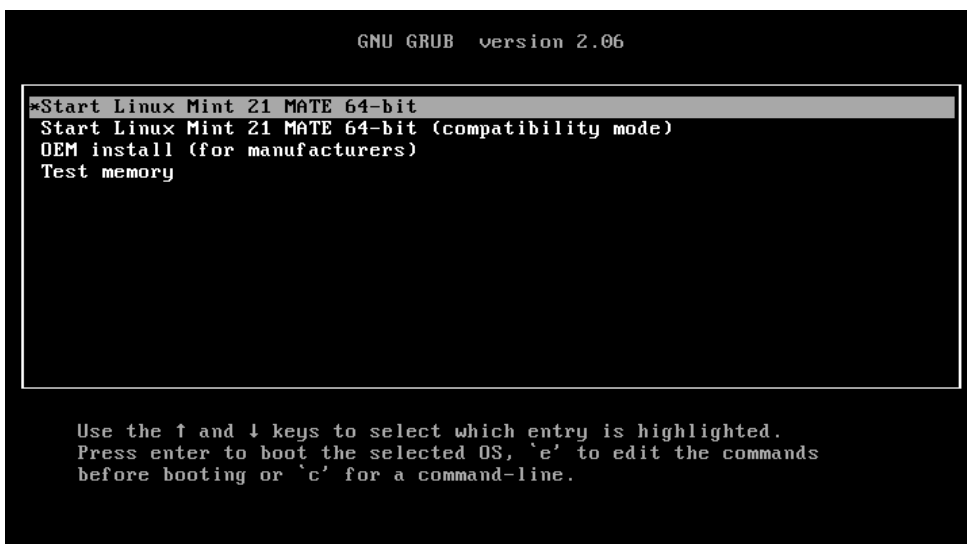 GNU GRUB  version 2.06
*Start Linux Mint 21 MATE 64-bit
Start Linux Mint 21 MATE 64-bit (compatibility mode)
OEM install (for manufacturers)
Test memory
Use the ↑ and ↓ keys to select which entry is highlighted.
Press enter to boot the selected OS, `e' to edit the commands
before booting or `c' for a command-line.